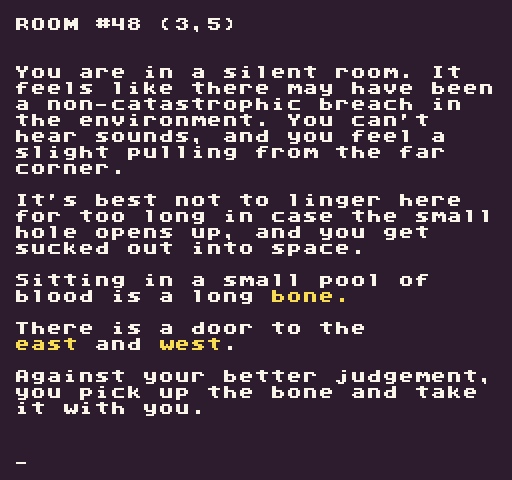 ROOM #48 (3,5)
You are in a silent room. It
feels like there may have been
a non-catastrophic breach in
the environment. You can't
hear sounds, and you feel a
slight pulling from the far
corner.
It's best not to linger here
for too long in case the small
hole opens up, and you get
sucked out into space.
Sitting in a small pool of
blood is a long bone.
There is a door to the
east and west.
Against your better judgement,
you pick up the bone and take
it with you.
_